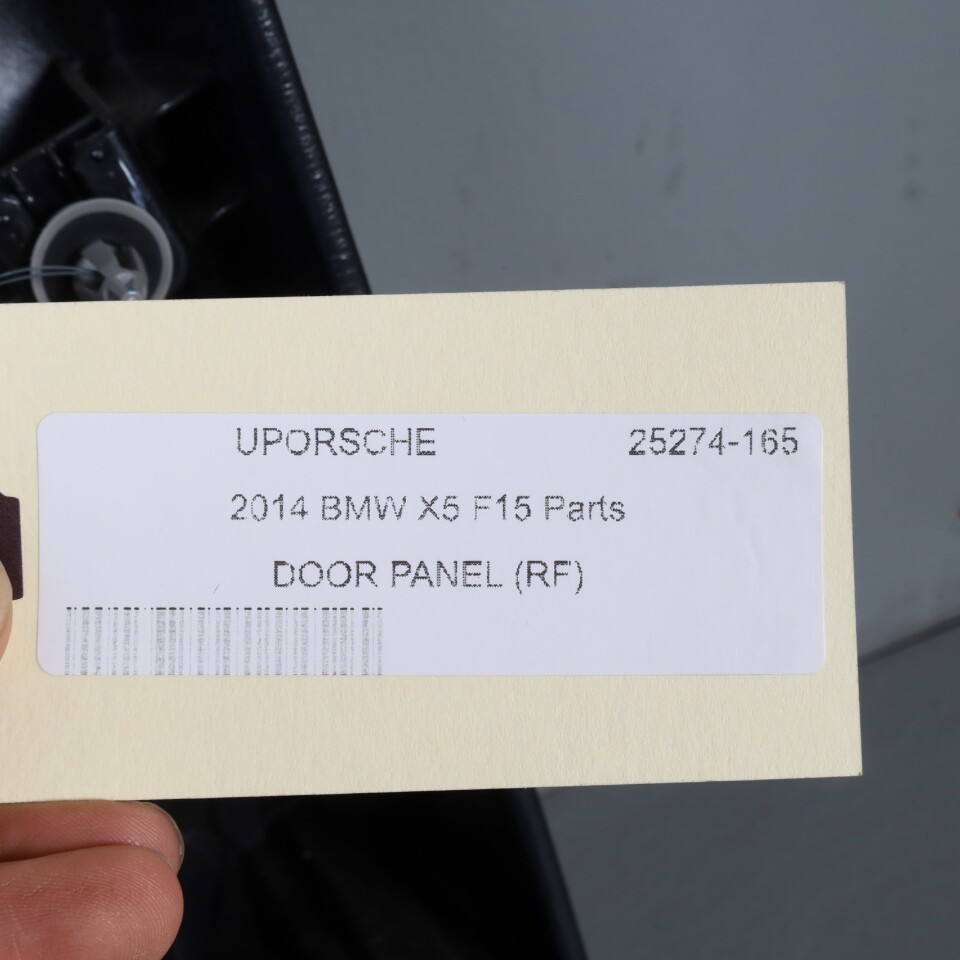 UPORSCHE 25274-165
2014 BMW X5 F15 Parts
DOOR PANEL (RF)